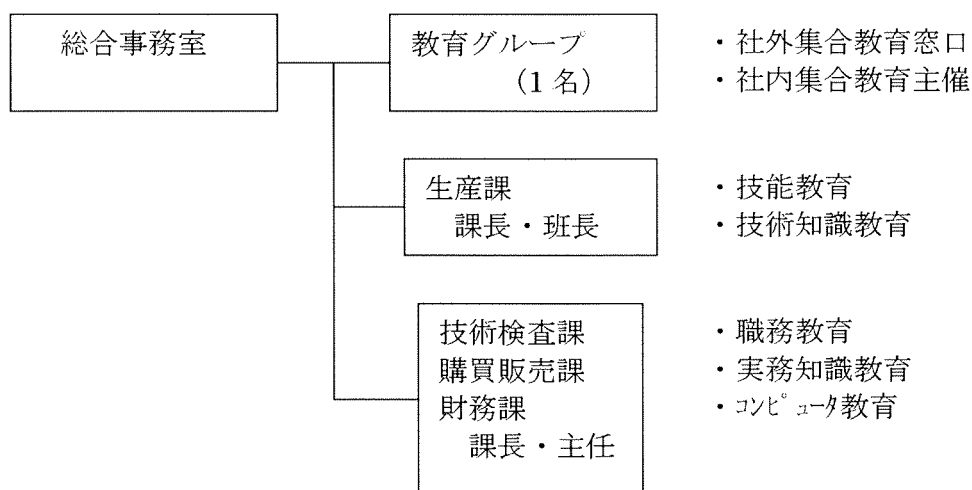 総合事務室
教育グループ
(1名)
・社外集合教育窓口
・社内集合教育主催
生産課
課長・班長
・技能教育
・技術知識教育
技術検査課
購買販売課
財務課
課長・主任
・職務教育
・実務知識教育
・ｺﾝﾋﾟｭｰﾀ教育